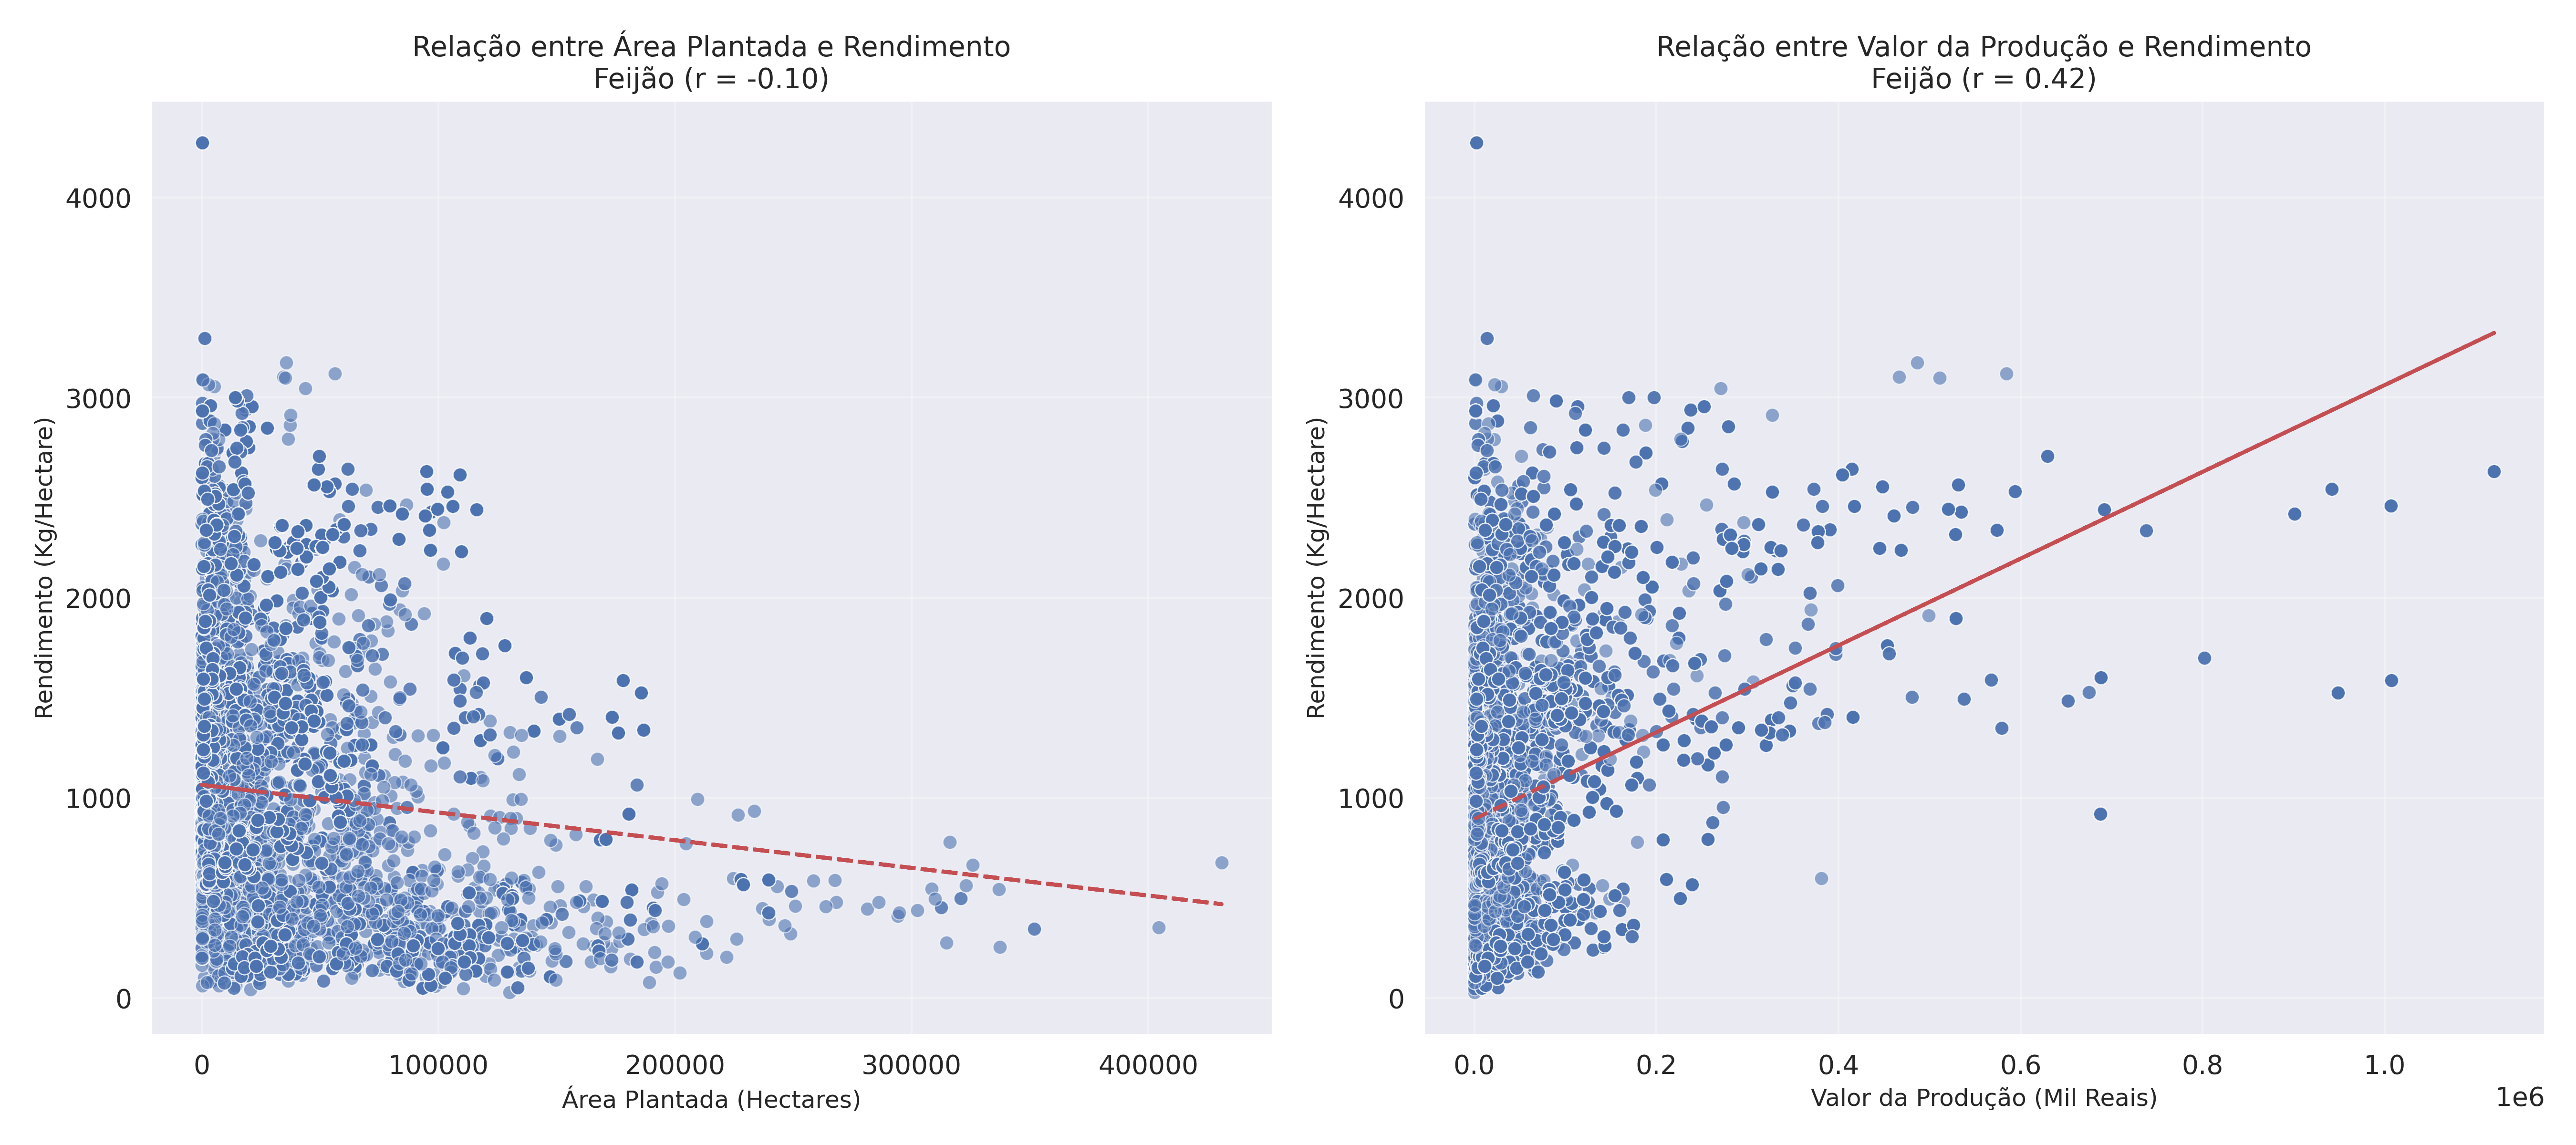 Relação entre Área Plantada e Rendimento
Feijão (r = -0.10)
Rendimento (Kg/Hectare)
4000
3000
2000
1000
0
0
100000
200000
300000
400000
Área Plantada (Hectares)
Relação entre Valor da Produção e Rendimento
Feijão (r = 0.42)
Rendimento (Kg/Hectare)
4000
3000
2000
1000
0
0.0
0.2
0.4
0.6
0.8
1.0
1e6
Valor da Produção (Mil Reais)